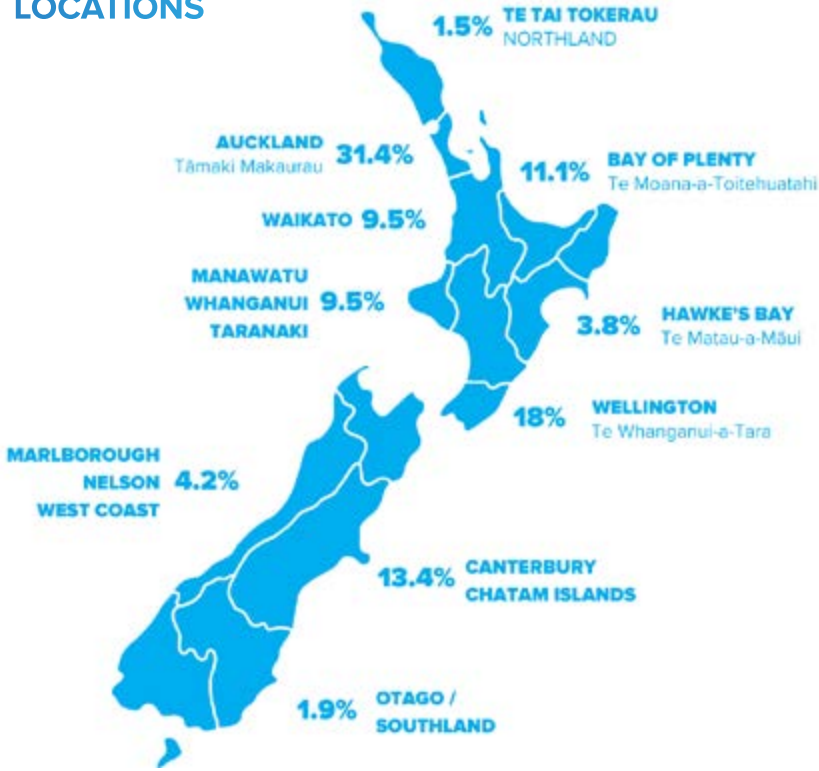 LOCATIONS
1.5% TE TAI TOKERAU
NORTHLAND
AUCKLAND 31.4%
Tāmaki Makaurau
11.1% BAY OF PLENTY
Te Moana-a-Toitehuatahi
WAIKATO 9.5%
MANAWATU
WHANGANUI 9.5%
TARANAKI
3.8% HAWKE'S BAY
Te Matau-a-Māui
18% WELLINGTON
Te Whanganui-a-Tara
MARLBOROUGH
NELSON 4.2%
WEST COAST
13.4% CANTERBURY
CHATAM ISLANDS
1.9% OTAGO /
SOUTHLAND